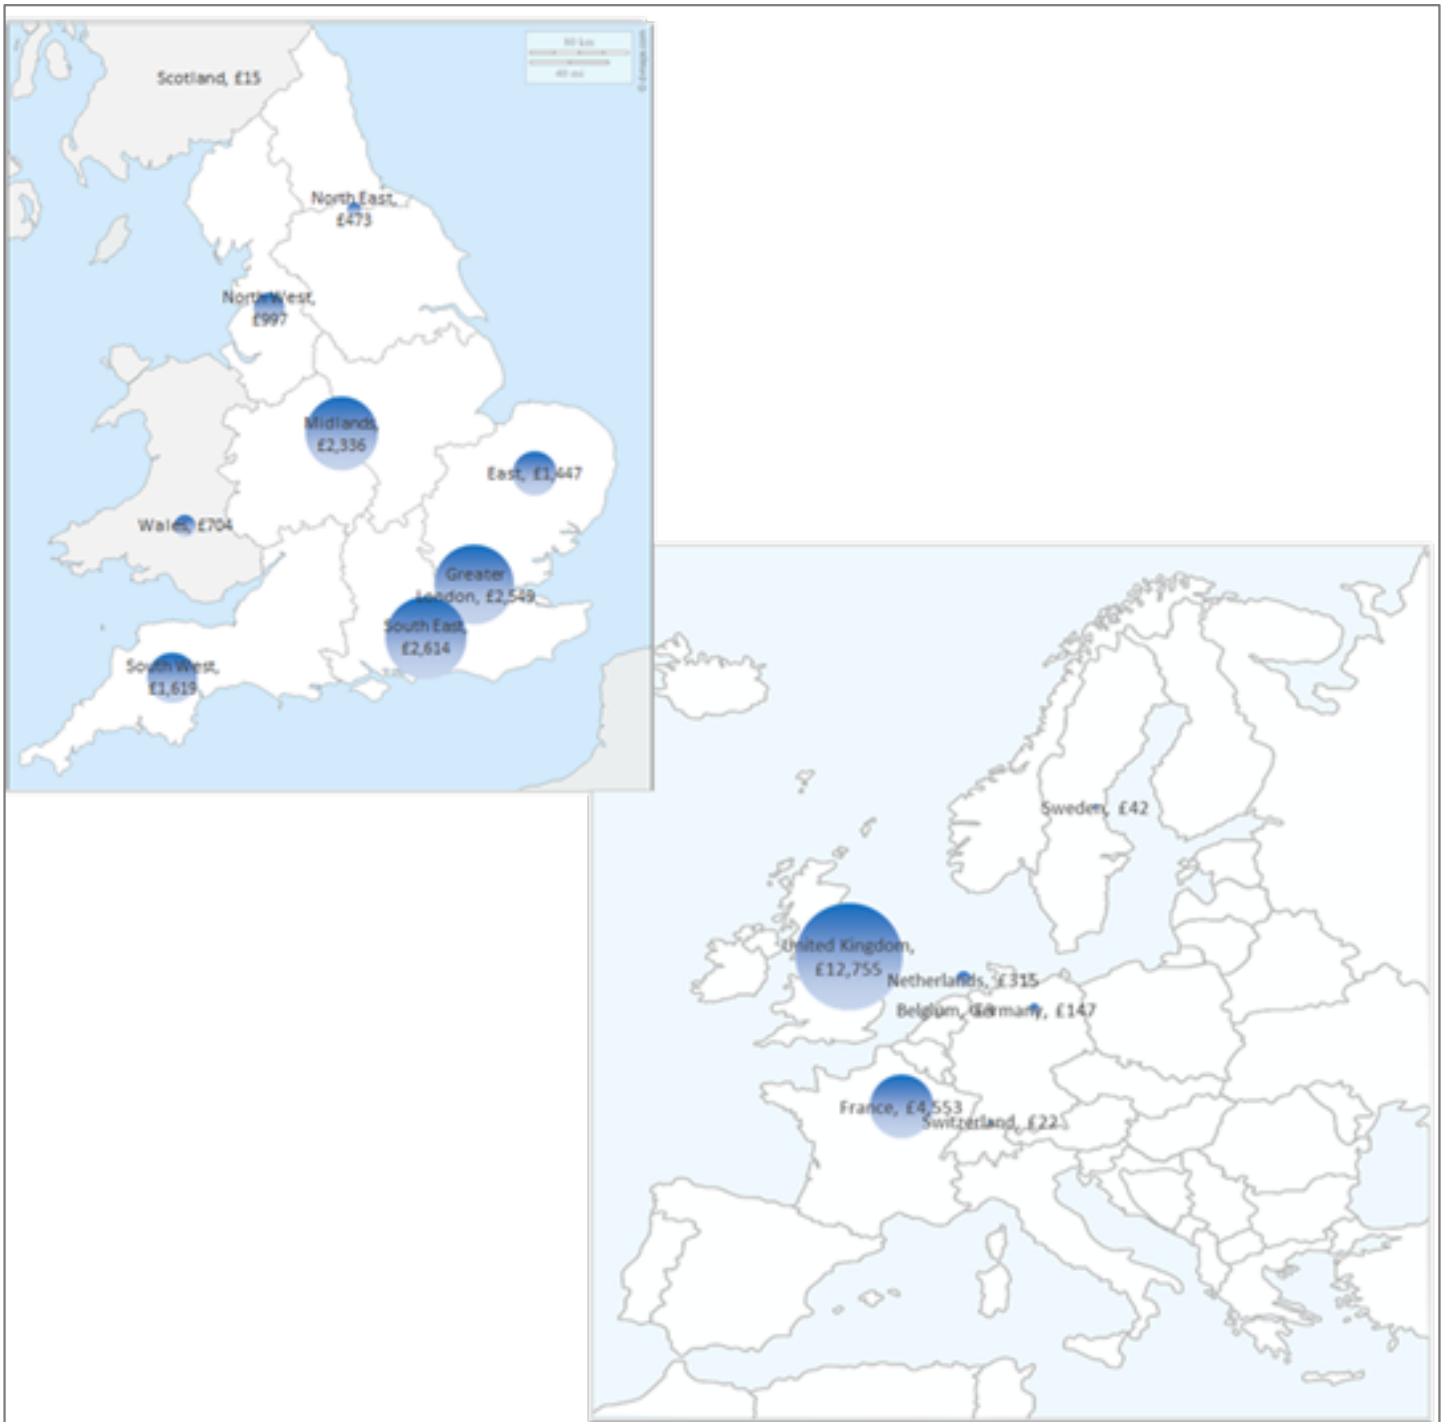 Scotland, £15
North East,
£473
North West,
£997
Midlands,
£2,336
East, £1,447
Wales, £704
Greater
London, £2,549
South East,
£2,614
South West,
£1,619
Sweden, £42
United Kingdom,
£12,755
Netherlands, £315
Belgium,
Germany, £147
France, £4,553
Switzerland, £22